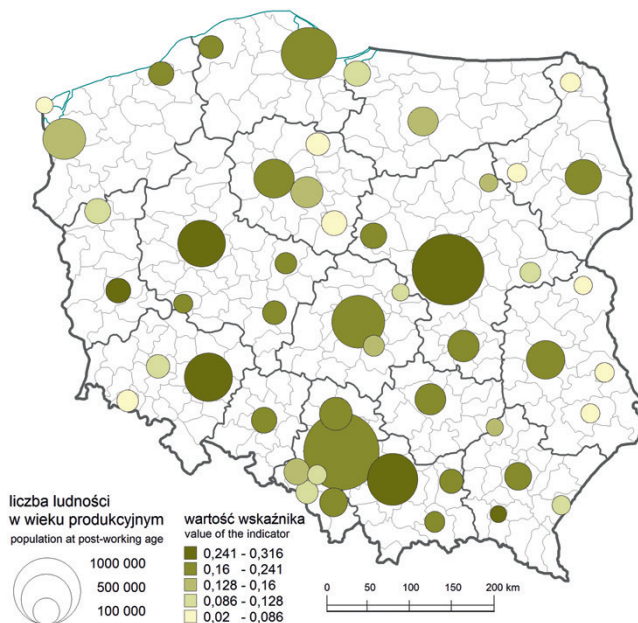 liczba ludności
w wieku produkcyjnym
population at post-working age
1000 000
500 000
100 000
wartość wskaźnika
value of the indicator
0,241 - 0,316
0,16 - 0,241
0,128 - 0,16
0,086 - 0,128
0,02 - 0,086
0 50 100 150 200 km